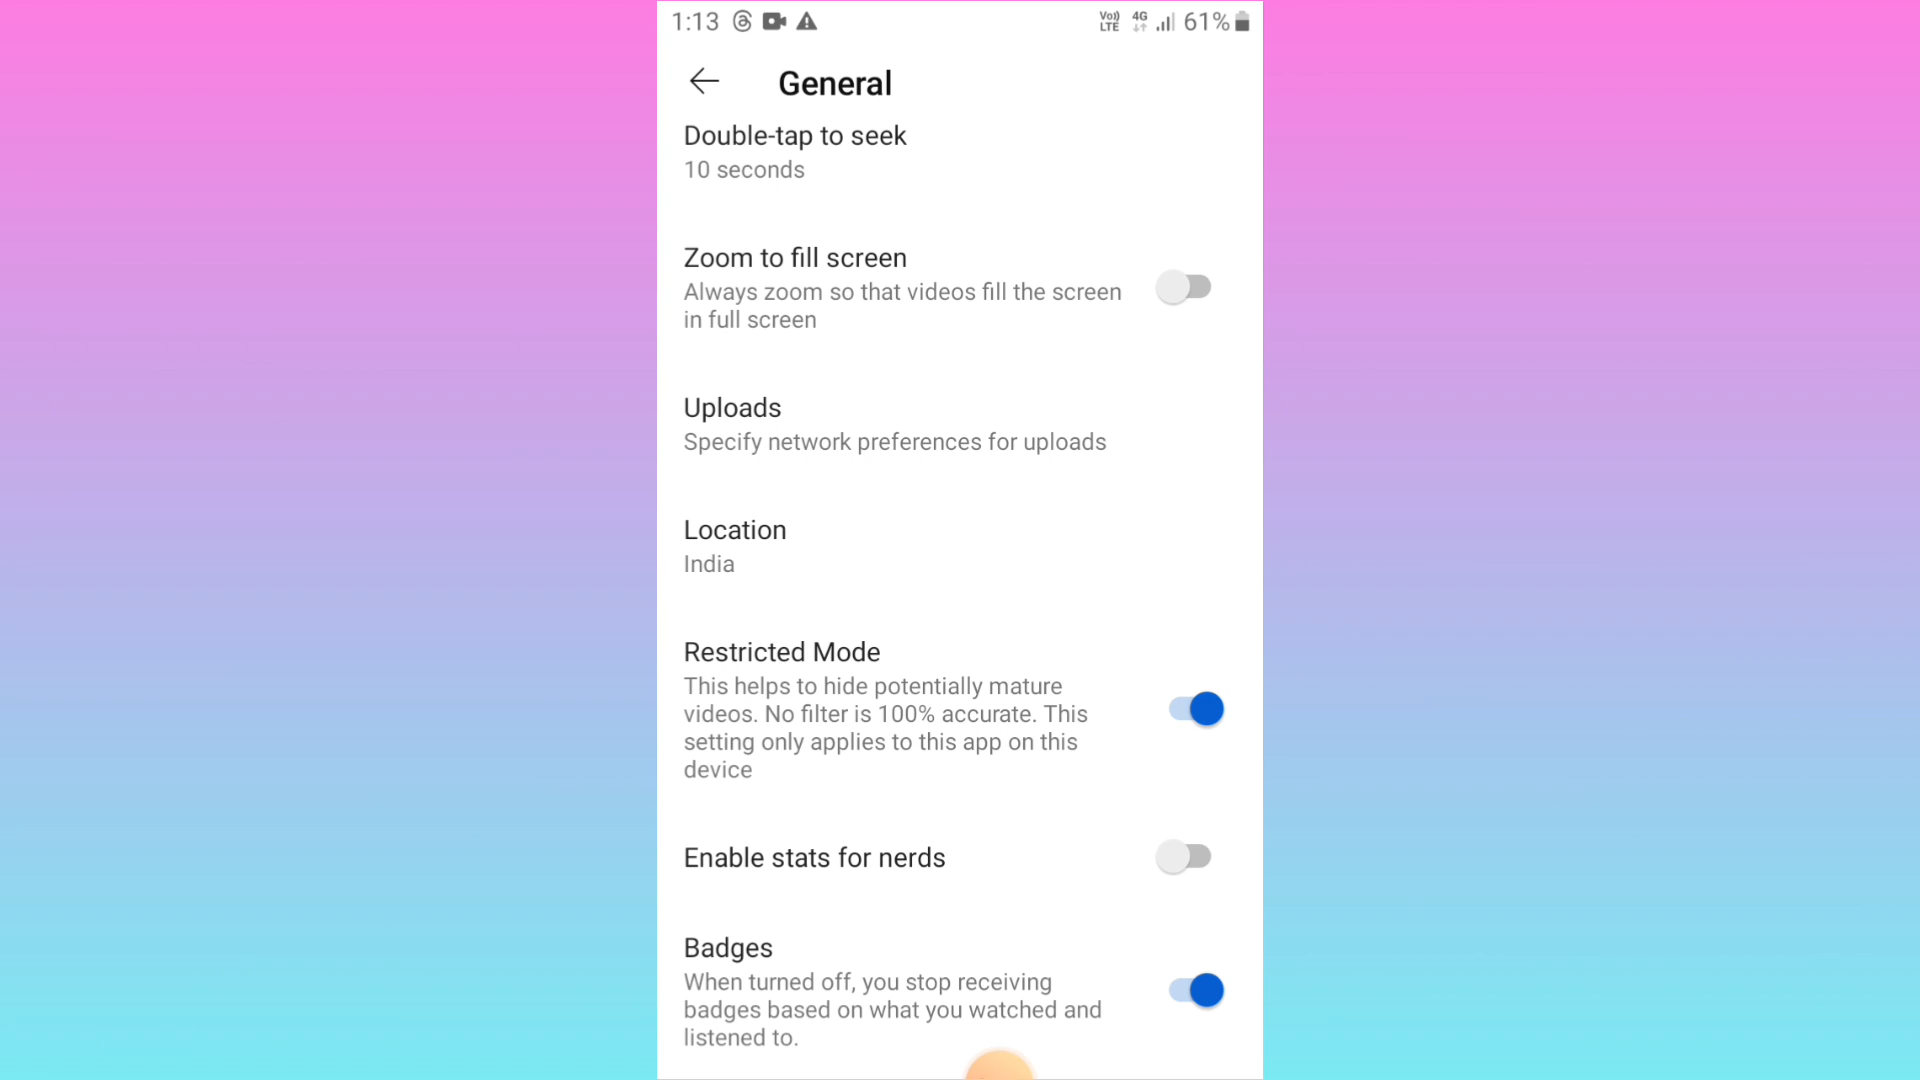 1:13 Vo)) LTE 4G 61%
General
Double-tap to seek
10 seconds
Zoom to fill screen
Always zoom so that videos fill the screen
in full screen
Uploads
Specify network preferences for uploads
Location
India
Restricted Mode
This helps to hide potentially mature
videos. No filter is 100% accurate. This
setting only applies to this app on this
device
Enable stats for nerds
Badges
When turned off, you stop receiving
badges based on what you watched and
listened to.